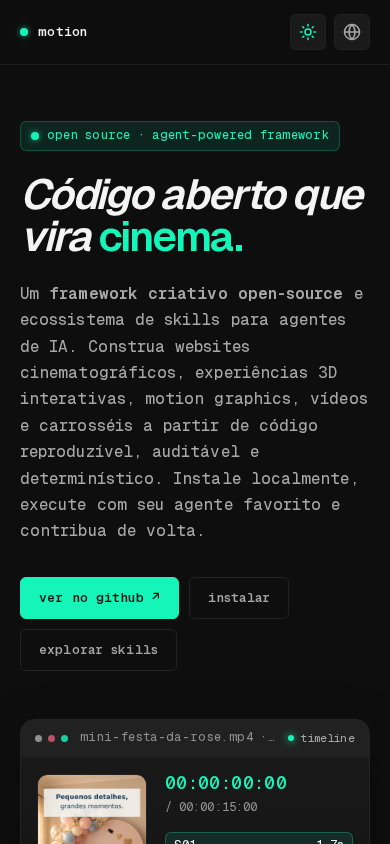 motion
open source · agent-powered framework
Código aberto que
vira cinema.
Um framework criativo open-source e
ecossistema de skills para agentes
de IA. Construa websites
cinematográficos, experiências 3D
interativas, motion graphics, vídeos
e carrosséis a partir de código
reproduzível, auditável e
determinístico. Instale localmente,
execute com seu agente favorito e
contribua de volta.
ver no github ↗
instalar
explorar skills
mini-festa-da-rose.mp4 ·…
timeline
Pequenos detalhes,
grandes momentos.
00:00:00:00
/ 00:00:15:00